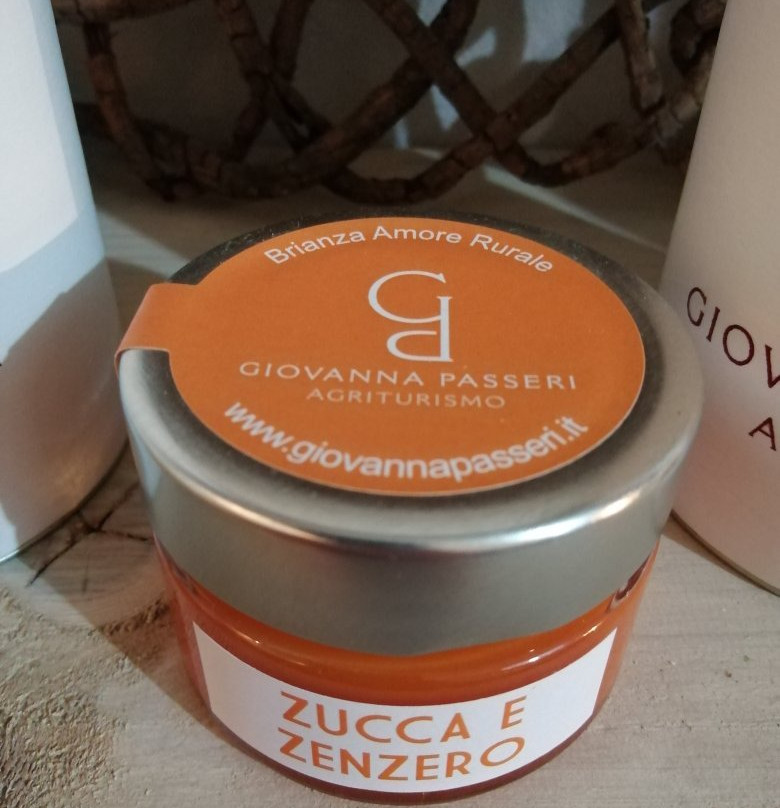 Brianza Amore Rurale
GP
GIOVANNA PASSERI
AGRITURISMO
www.giovannapasseri.it
ZUCCA E
ZENZERO
GIOV
A